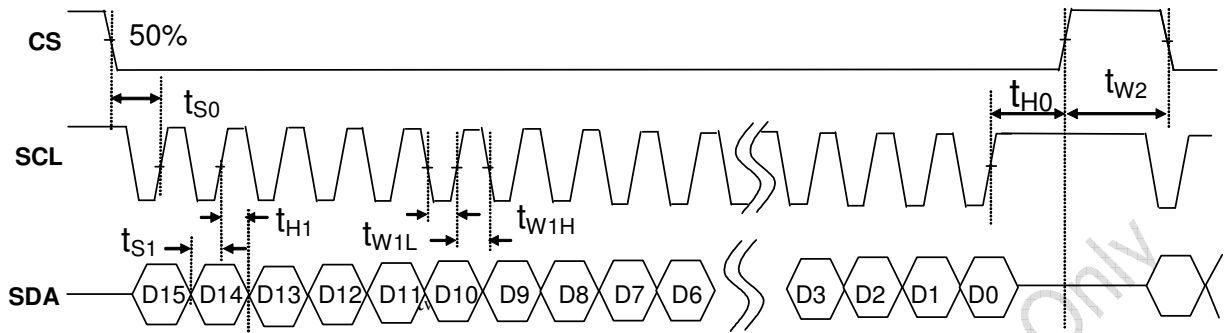 CS 50%
tS0 tH0 tW2
SCL
tS1 tH1 tW1L tW1H
SDA D15 D14 D13 D12 D11 D10 D9 D8 D7 D6 D3 D2 D1 D0
Only